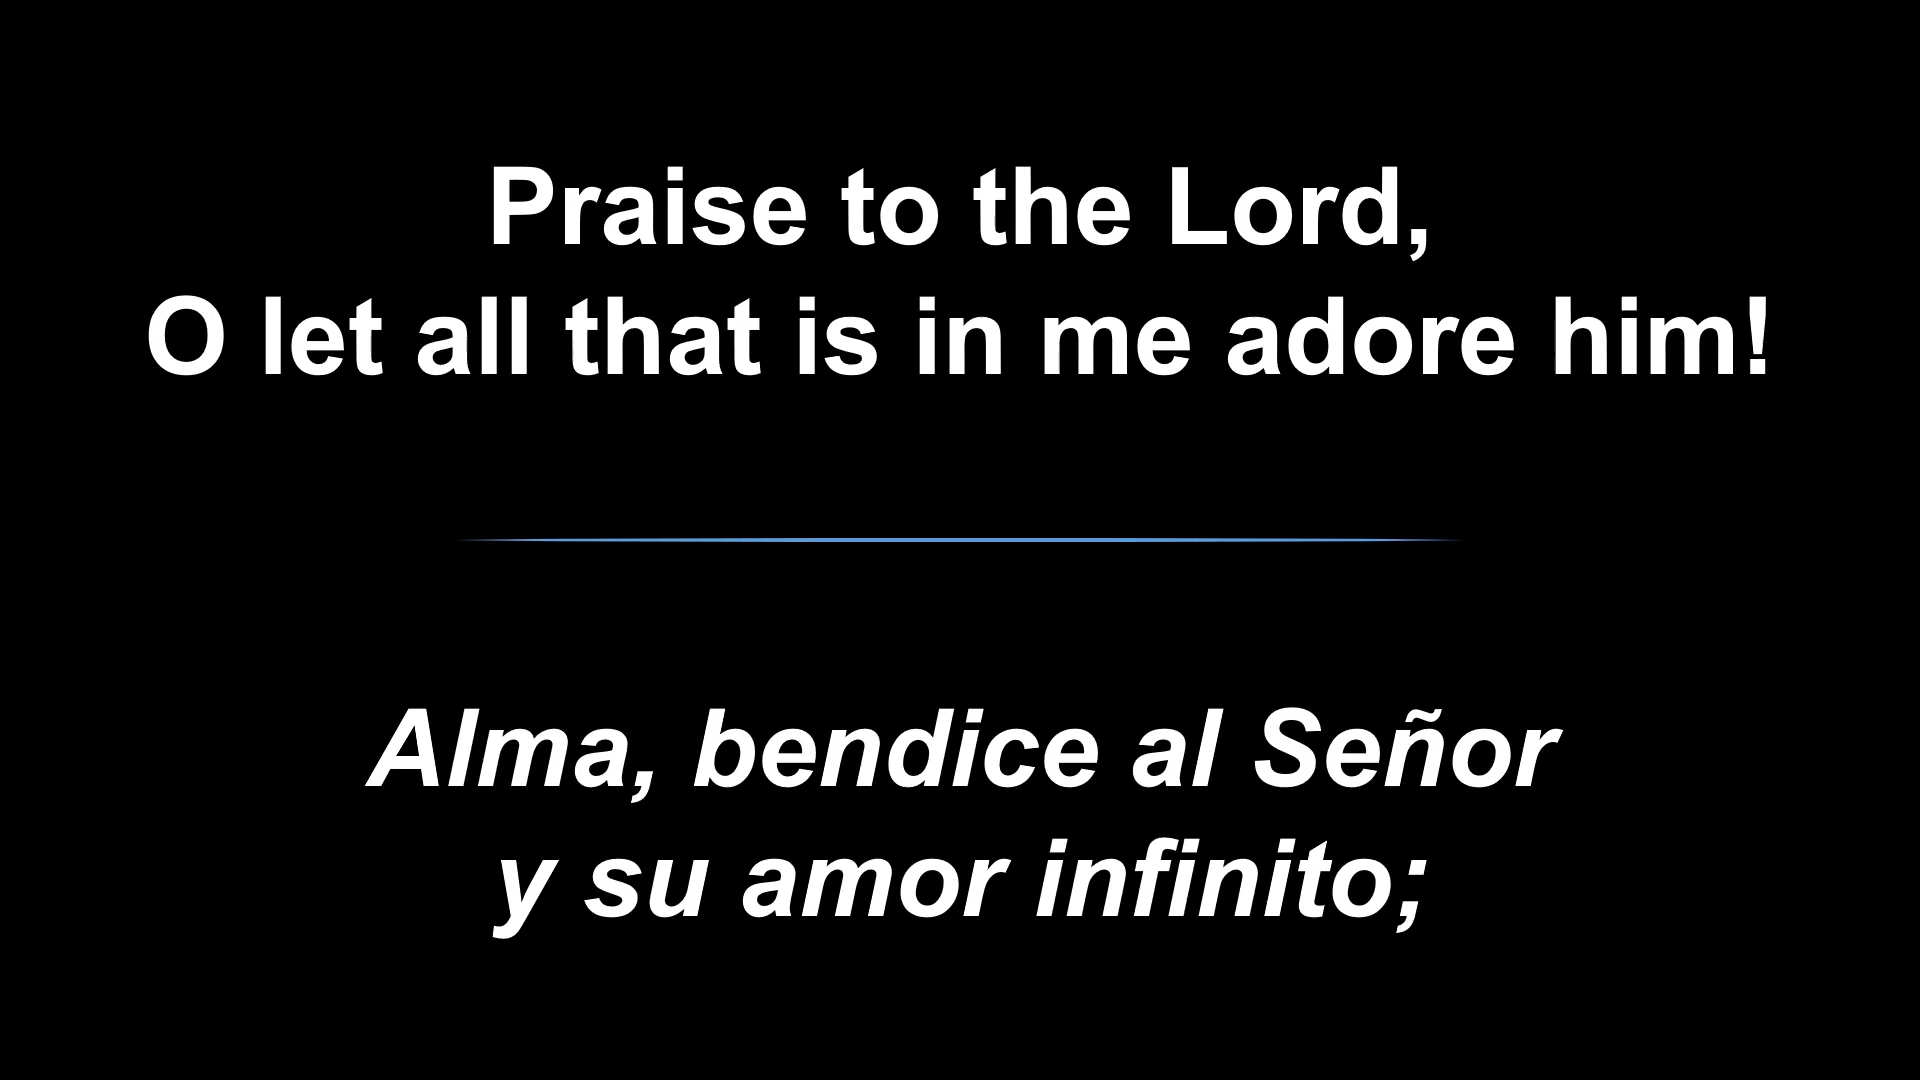 Praise to the Lord,
O let all that is in me adore him!
Alma, bendice al Señor
y su amor infinito;